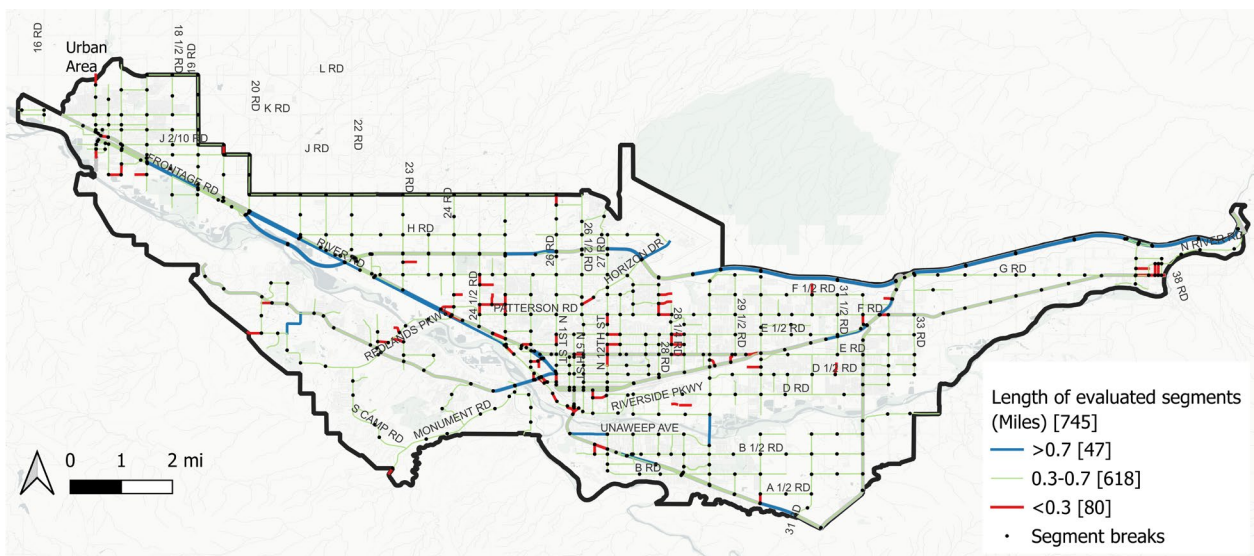 16 RD
Urban
Area
18 1/2 RD
19 RD
20 RD
L RD
K RD
22 RD
J RD
J 2/10 RD
FRONTAGE RD
23 RD
24 RD
H RD
RIVER RD
26 RD
26 1/2 RD
27 RD
HORIZON DR
N RIVER RD
G RD
38 RD
F 1/2 RD
24 1/2 RD
PATTERSON RD
31 1/2 RD
F RD
29 1/2 RD
E 1/2 RD
33 RD
REDLANDS PKWY
N 1ST ST
N 5TH ST
N 12TH ST
28 1/4 RD
28 RD
E RD
D 1/2 RD
D RD
RIVERSIDE PKWY
S CAMP RD
MONUMENT RD
UNAWEEP AVE
B 1/2 RD
B RD
A 1/2 RD
31 D
0 1 2 mi
Length of evaluated segments
(Miles) [745]
>0.7 [47]
0.3-0.7 [618]
<0.3 [80]
Segment breaks